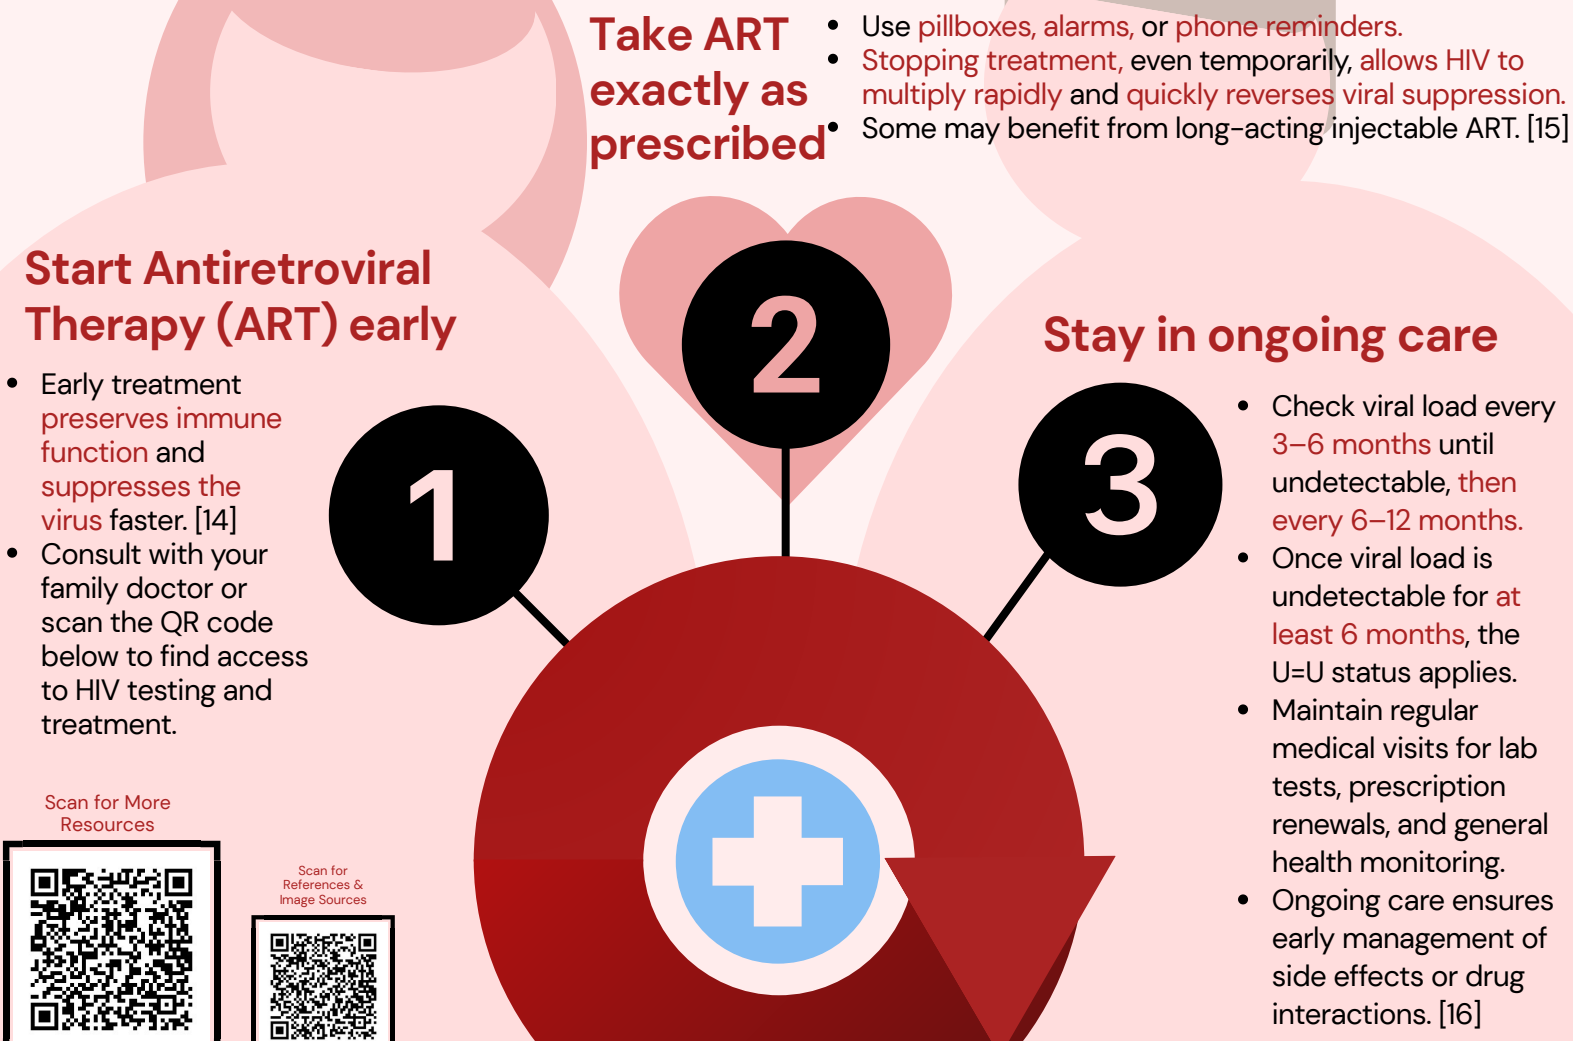 Take ART
exactly as
prescribed
• Use pillboxes, alarms, or phone reminders.
• Stopping treatment, even temporarily, allows HIV to
multiply rapidly and quickly reverses viral suppression.
• Some may benefit from long-acting injectable ART. [15]
Start Antiretroviral
Therapy (ART) early
• Early treatment
preserves immune
function and
suppresses the
virus faster. [14]
• Consult with your
family doctor or
scan the QR code
below to find access
to HIV testing and
treatment.
1
2
3
Stay in ongoing care
• Check viral load every
3–6 months until
undetectable, then
every 6–12 months.
• Once viral load is
undetectable for at
least 6 months, the
U=U status applies.
• Maintain regular
medical visits for lab
tests, prescription
renewals, and general
health monitoring.
• Ongoing care ensures
early management of
side effects or drug
interactions. [16]
Scan for More
Resources
Scan for
References &
Image Sources